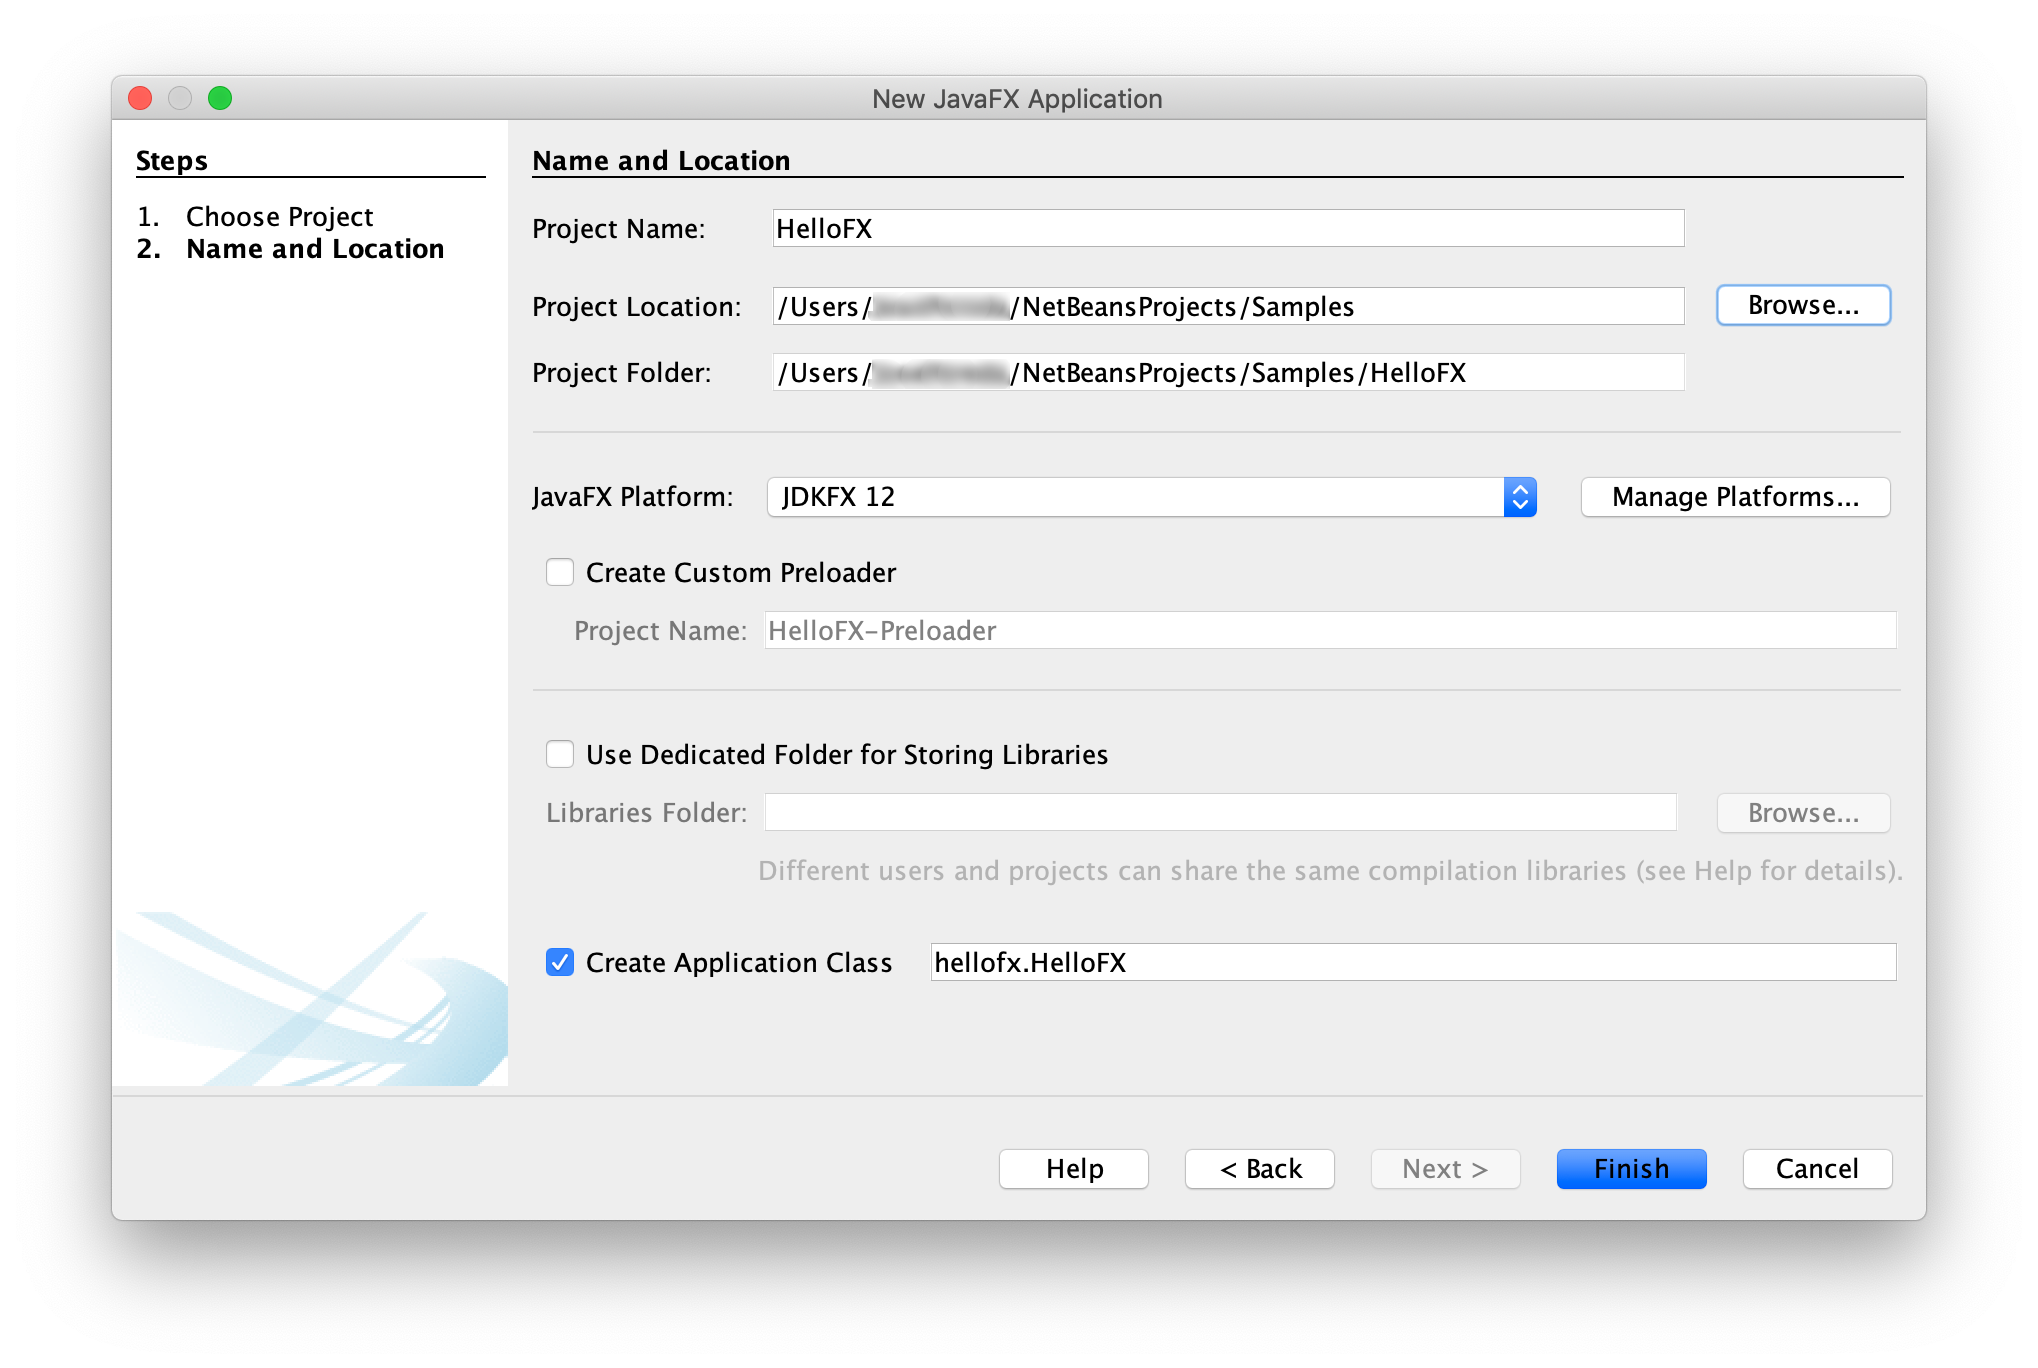 New JavaFX Application
Steps
1. Choose Project
2. Name and Location
Name and Location
Project Name: HelloFX
Project Location: /Users/ /NetBeansProjects/Samples Browse...
Project Folder: /Users/ /NetBeansProjects/Samples/HelloFX
JavaFX Platform: JDKFX 12 Manage Platforms...
Create Custom Preloader
Project Name: HelloFX-Preloader
Use Dedicated Folder for Storing Libraries
Libraries Folder: Browse...
Different users and projects can share the same compilation libraries (see Help for details).
Create Application Class hellofx.HelloFX
Help < Back Next > Finish Cancel